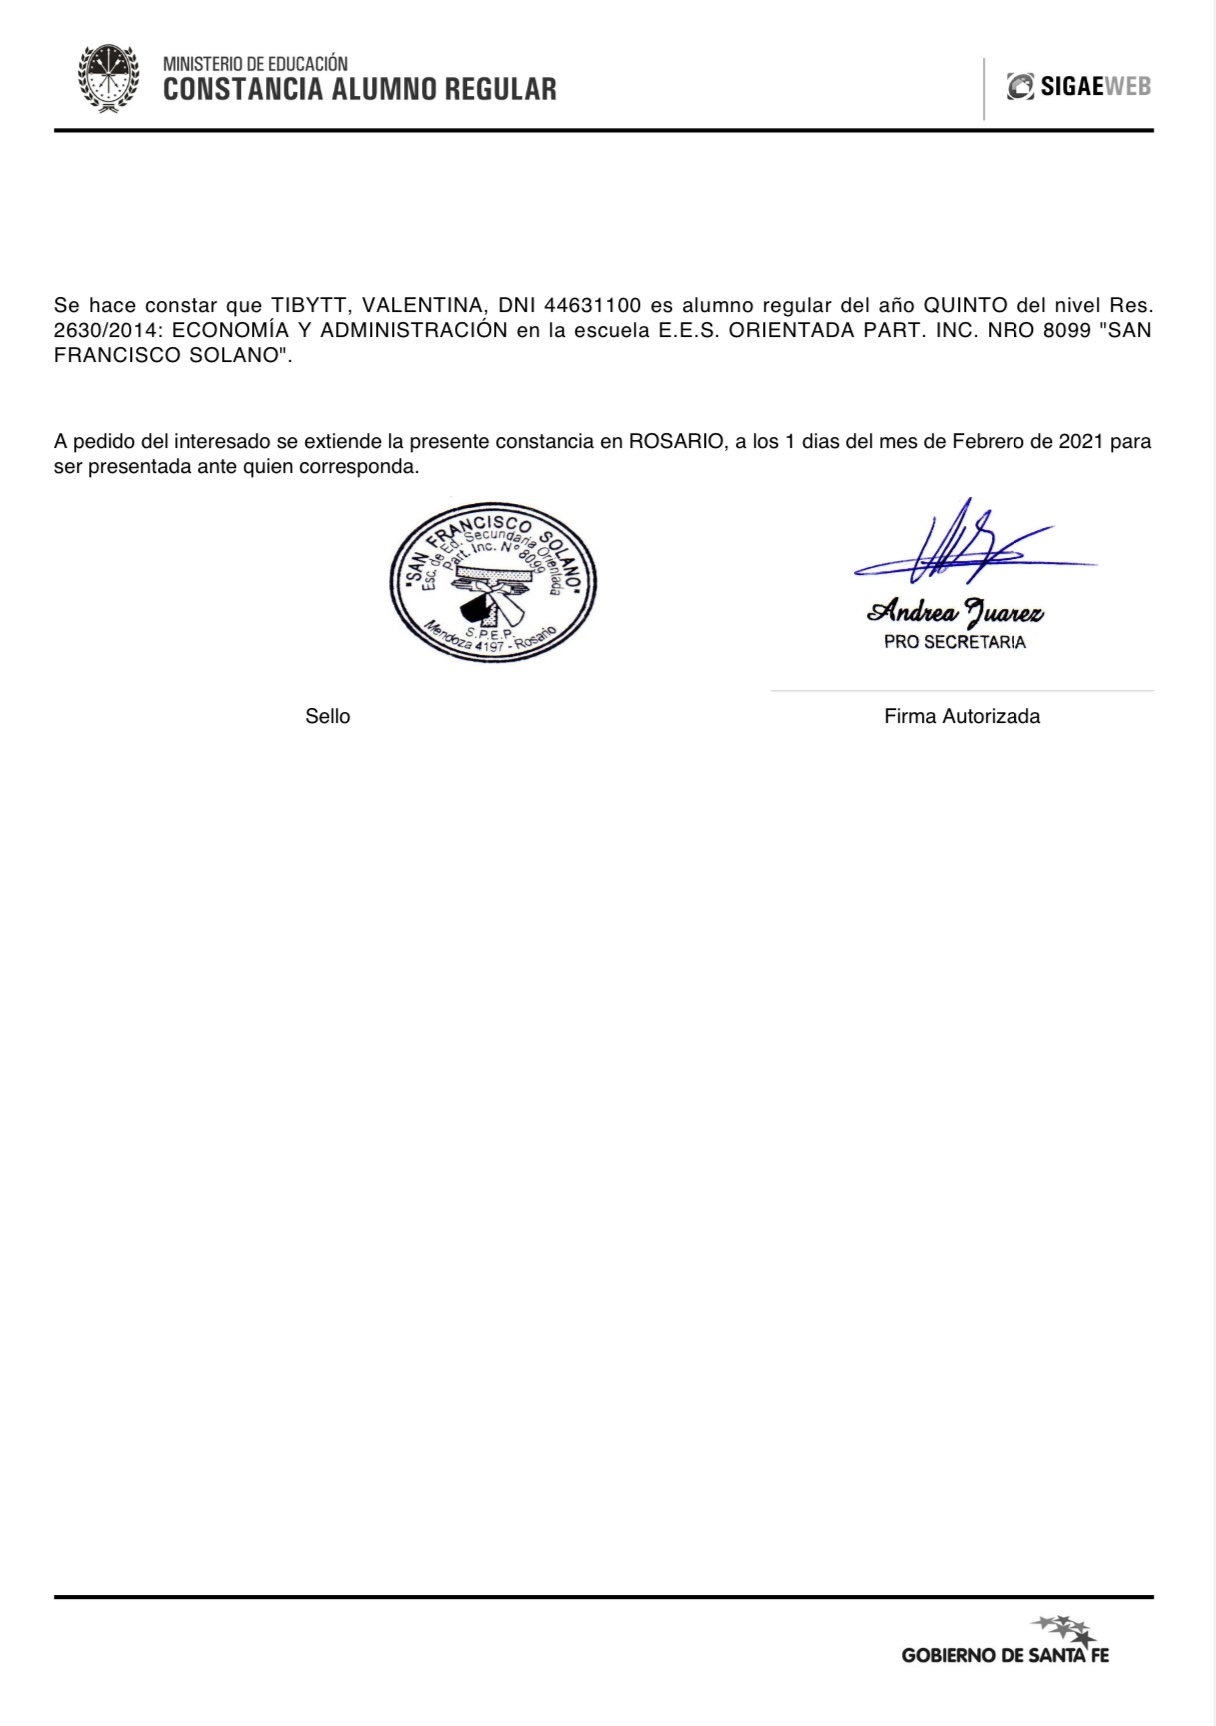 MINISTERIO DE EDUCACIÓN
CONSTANCIA ALUMNO REGULAR
SIGAEWEB
Se hace constar que TIBYTT, VALENTINA, DNI 44631100 es alumno regular del año QUINTO del nivel Res.
2630/2014: ECONOMÍA Y ADMINISTRACIÓN en la escuela E.E.S. ORIENTADA PART. INC. NRO 8099 "SAN
FRANCISCO SOLANO".
A pedido del interesado se extiende la presente constancia en ROSARIO, a los 1 dias del mes de Febrero de 2021 para
ser presentada ante quien corresponda.
"SAN FRANCISCO SOLANO"
Esc. de Ed. Secundaria Orientada
Part. Inc. N° 8099
S.P.E.P.
Mendoza 4197 - Rosario
Andrea Juarez
PRO SECRETARIA
Sello
Firma Autorizada
GOBIERNO DE SANTA FE